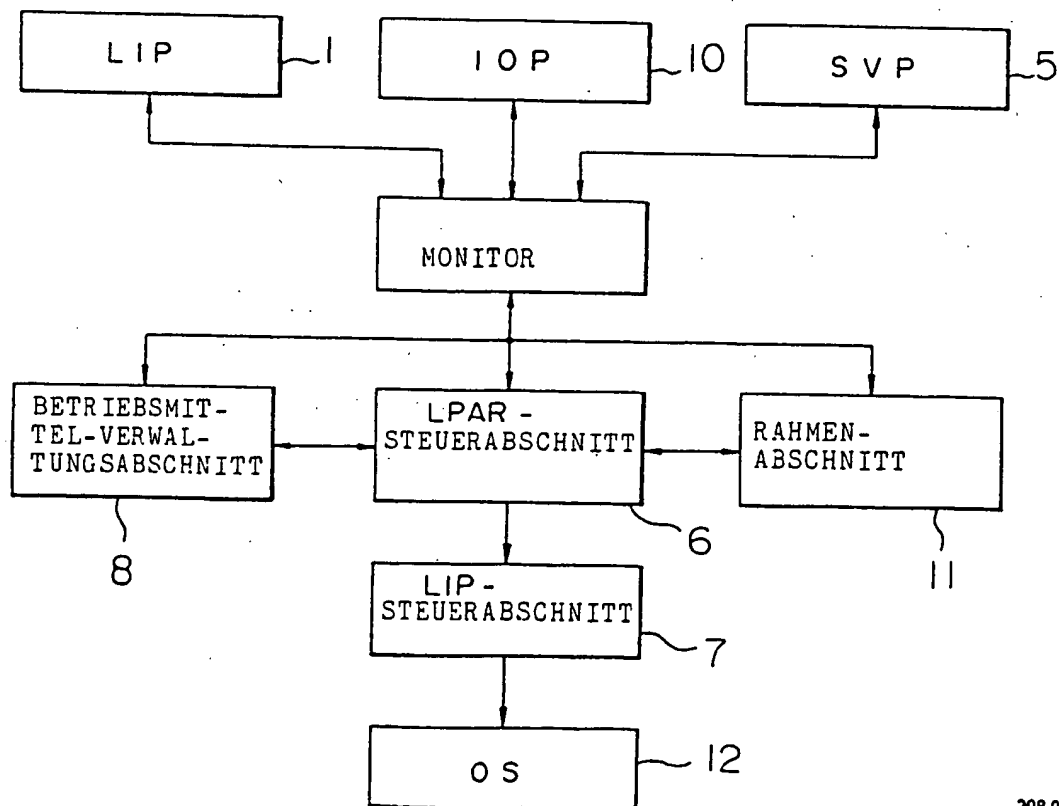 LIP
1
IOP
10
SVP
5
MONITOR
BETRIEBSMIT-
TEL-VERWAL-
TUNGSABSCHNITT
8
LPAR-
STEUERABSCHNITT
6
RAHMEN-
ABSCHNITT
11
LIP-
STEUERABSCHNITT
7
OS
12